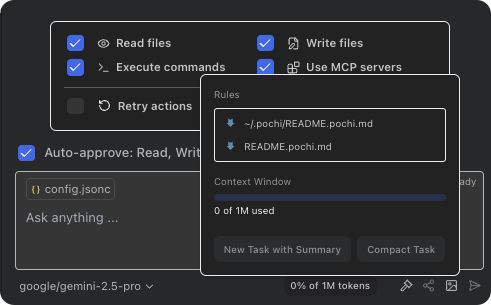 Read files
Write files
Execute commands
Use MCP servers
Retry actions
Rules
~/.pochi/README.pochi.md
README.pochi.md
Auto-approve: Read, Writ
Context Window
0 of 1M used
{} config.jsonc
ady
Ask anything ...
New Task with Summary
Compact Task
google/gemini-2.5-pro
0% of 1M tokens